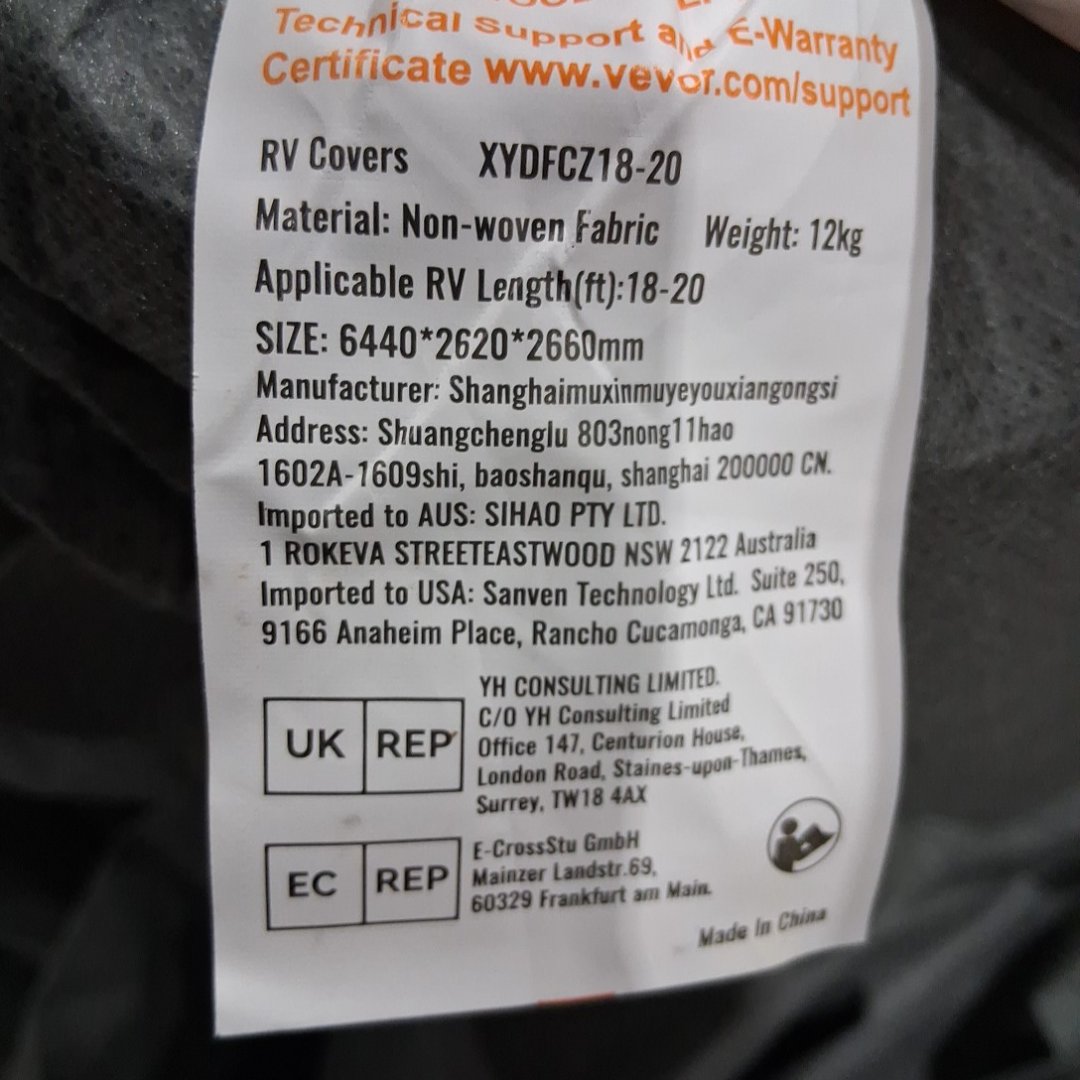 Technical Support and E-Warranty
Certificate www.vevor.com/support
RV Covers XYDFCZ18-20
Material: Non-woven Fabric Weight: 12kg
Applicable RV Length(ft):18-20
SIZE: 6440*2620*2660mm
Manufacturer: Shanghaimuxinmuyeyouxiangongsi
Address: Shuangchenglu 803nong11hao
1602A-1609shi, baoshanqu, shanghai 200000 CN.
Imported to AUS: SIHAO PTY LTD.
1 ROKEVA STREETEASTWOOD NSW 2122 Australia
Imported to USA: Sanven Technology Ltd. Suite 250,
9166 Anaheim Place, Rancho Cucamonga, CA 91730
UK REP
YH CONSULTING LIMITED.
C/O YH Consulting Limited
Office 147, Centurion House,
London Road, Staines-upon-Thames,
Surrey, TW18 4AX
EC REP
E-CrossStu GmbH
Mainzer Landstr.69,
60329 Frankfurt am Main.
Made In China